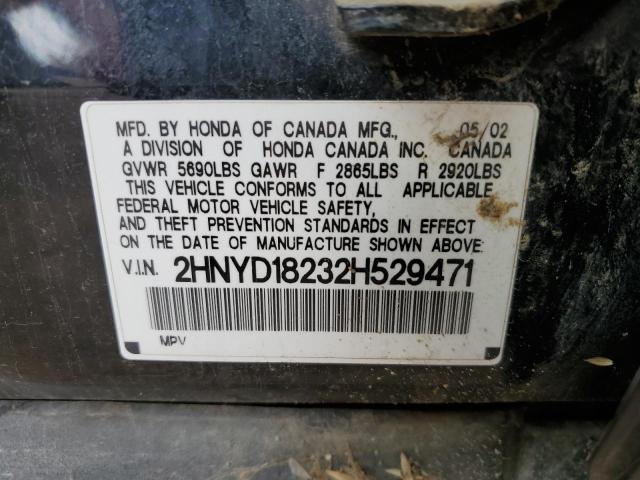 MFD. BY HONDA OF CANADA MFG., 05/02
A DIVISION OF HONDA CANADA INC. CANADA
GVWR 5690LBS GAWR F 2865LBS R 2920LBS
THIS VEHICLE CONFORMS TO ALL APPLICABLE
FEDERAL MOTOR VEHICLE SAFETY,
AND THEFT PREVENTION STANDARDS IN EFFECT
ON THE DATE OF MANUFACTURE SHOWN ABOVE.
V.I.N. 2HNYD18232H529471
MPV